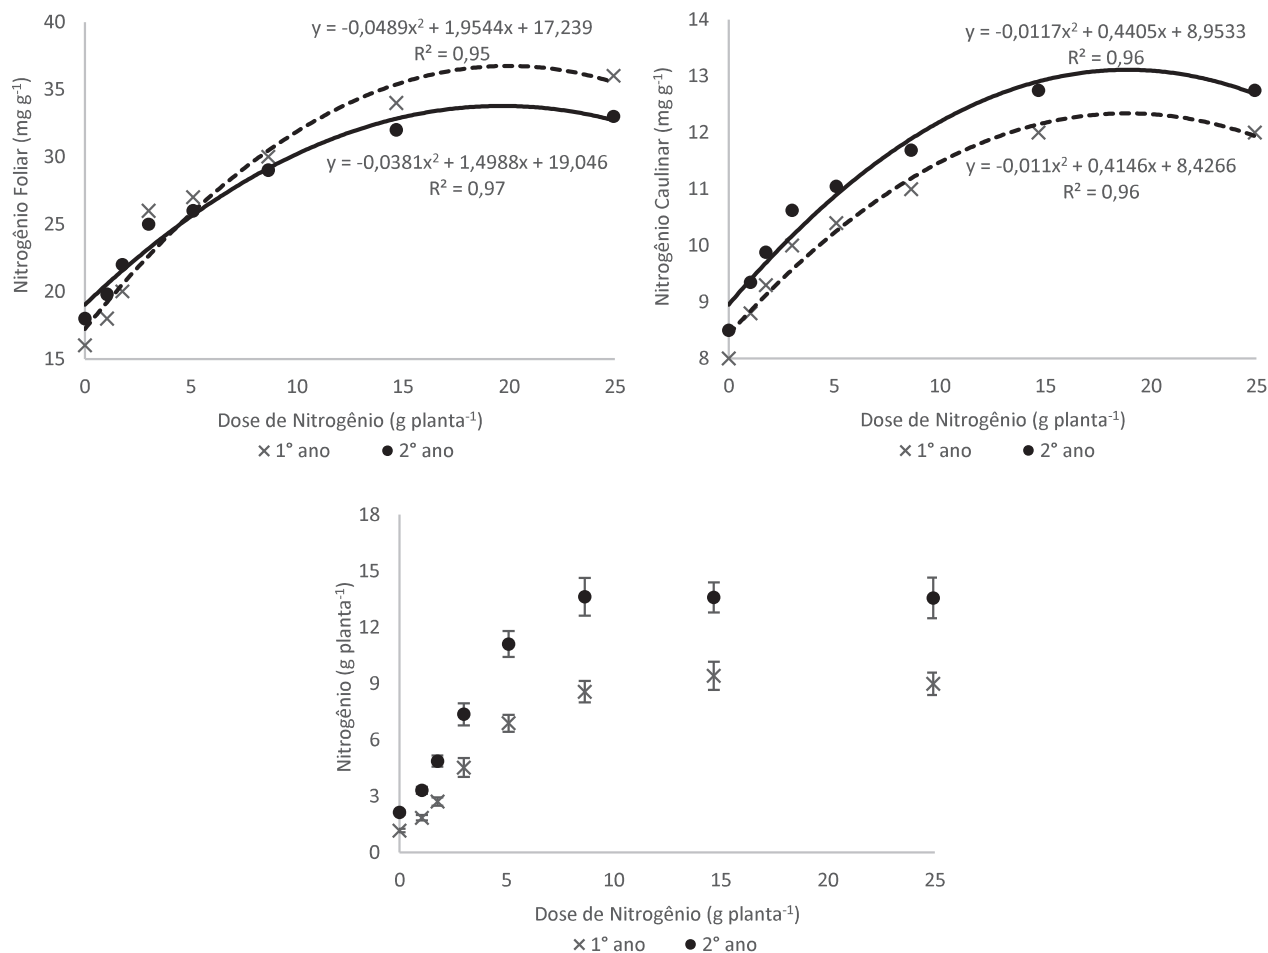 y = -0,0489x² + 1,9544x + 17,239
R² = 0,95
y = -0,0381x² + 1,4988x + 19,046
R² = 0,97
Nitrogênio Foliar (mg g⁻¹)
40
35
30
25
20
15
0 5 10 15 20 25
Dose de Nitrogênio (g planta⁻¹)
1° ano 2° ano
y = -0,0117x² + 0,4405x + 8,9533
R² = 0,96
y = -0,011x² + 0,4146x + 8,4266
R² = 0,96
Nitrogênio Caulinar (mg g⁻¹)
14
13
12
11
10
9
8
0 5 10 15 20 25
Dose de Nitrogênio (g planta⁻¹)
1° ano 2° ano
Nitrogênio (g planta⁻¹)
18
15
12
9
6
3
0
0 5 10 15 20 25
Dose de Nitrogênio (g planta⁻¹)
1° ano 2° ano